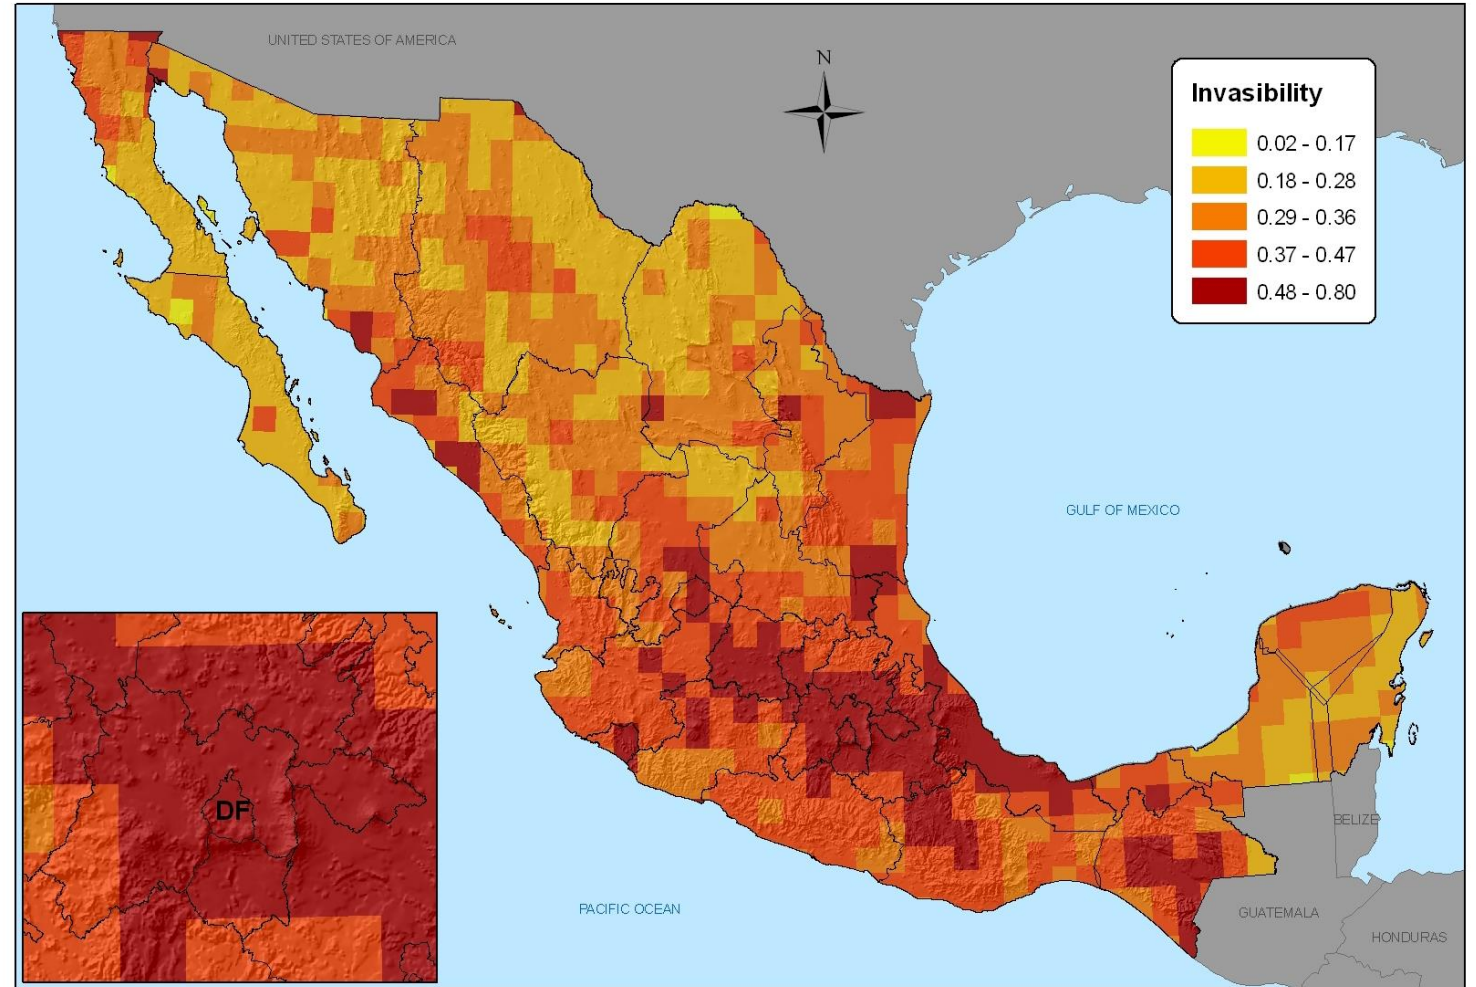 UNITED STATES OF AMERICA
N
Invasibility
0.02 - 0.17
0.18 - 0.28
0.29 - 0.36
0.37 - 0.47
0.48 - 0.80
GULF OF MEXICO
DF
BELIZE
PACIFIC OCEAN
GUATEMALA
HONDURAS